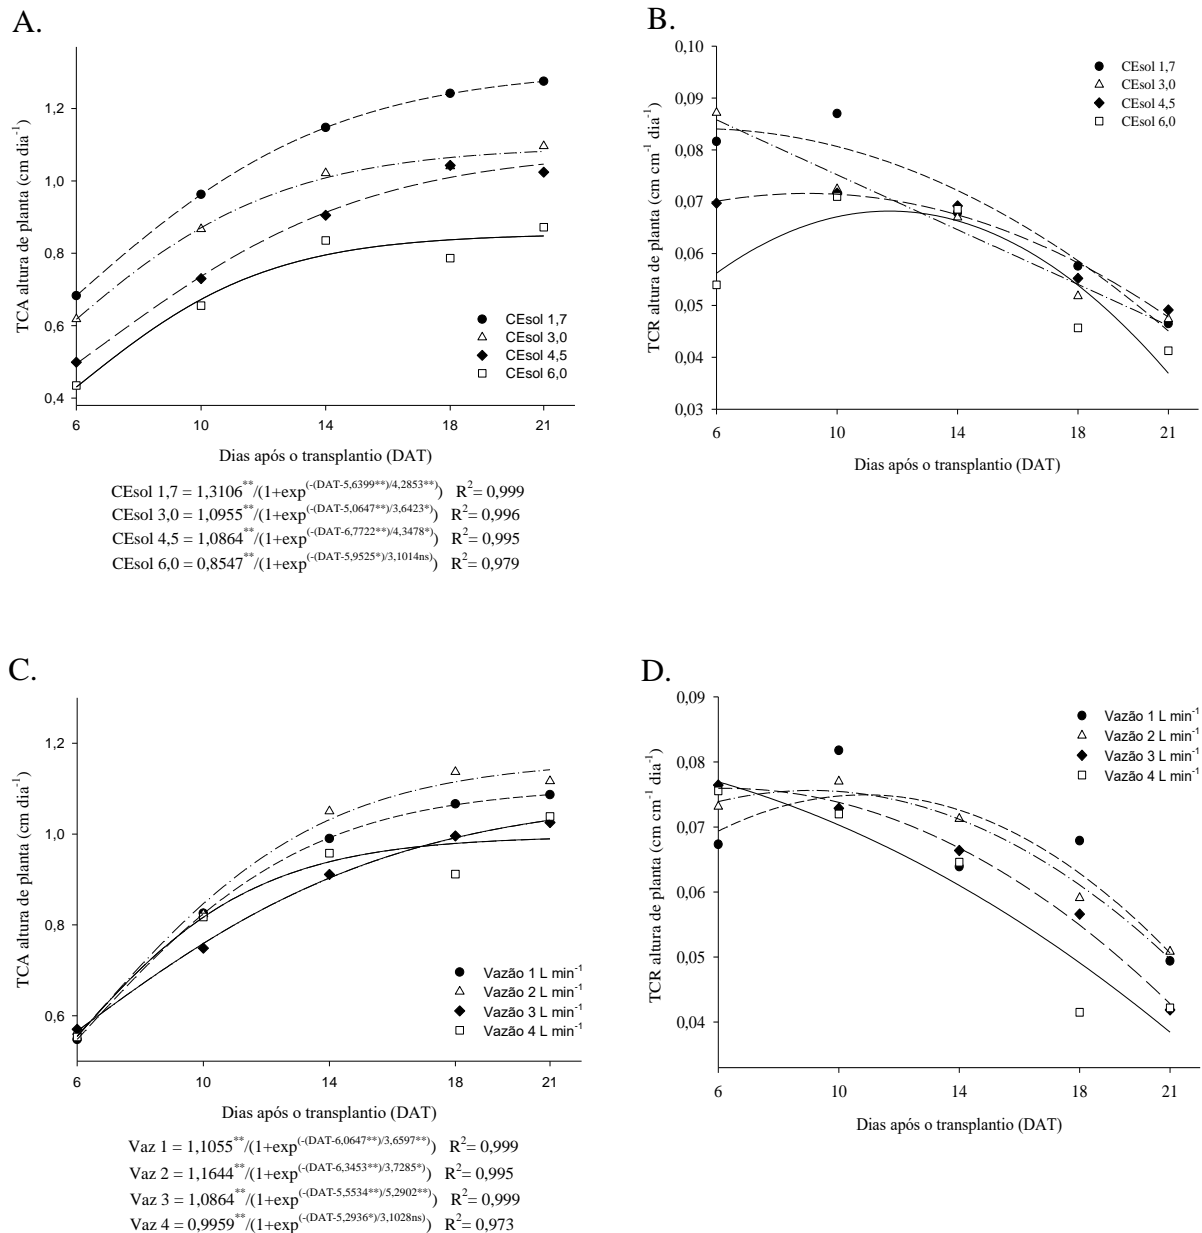 A.
TCA altura de planta (cm dia-1)
1,2
1,0
0,8
0,6
0,4
6 10 14 18 21
CEsol 1,7
CEsol 3,0
CEsol 4,5
CEsol 6,0
Dias após o transplantio (DAT)
CEsol 1,7 = 1,3106**/(1+exp(-(DAT-5,6399**)/4,2853**)) R2= 0,999
CEsol 3,0 = 1,0955**/(1+exp(-(DAT-5,0647**)/3,6423*) R2= 0,996
CEsol 4,5 = 1,0864**/(1+exp(-(DAT-6,7722**)/4,3478*) R2= 0,995
CEsol 6,0 = 0,8547**/(1+exp(-(DAT-5,9525*)/3,1014ns) R2= 0,979
B.
TCR altura de planta (cm cm-1 dia-1)
0,10
0,09
0,08
0,07
0,06
0,05
0,04
0,03
6 10 14 18 21
CEsol 1,7
CEsol 3,0
CEsol 4,5
CEsol 6,0
Dias após o transplantio (DAT)
C.
TCA altura de planta (cm dia-1)
1,2
1,0
0,8
0,6
6 10 14 18 21
Vazão 1 L min-1
Vazão 2 L min-1
Vazão 3 L min-1
Vazão 4 L min-1
Dias após o transplantio (DAT)
Vaz 1 = 1,1055**/(1+exp(-(DAT-6,0647**)/3,6597**)) R2= 0,999
Vaz 2 = 1,1644**/(1+exp(-(DAT-6,3453**)/3,7285*) R2= 0,995
Vaz 3 = 1,0864**/(1+exp(-(DAT-5,5534**)/5,2902**)) R2= 0,999
Vaz 4 = 0,9959**/(1+exp(-(DAT-5,2936*)/3,1028ns) R2= 0,973
D.
TCR altura de planta (cm cm-1 dia-1)
0,09
0,08
0,07
0,06
0,05
0,04
6 10 14 18 21
Vazão 1 L min-1
Vazão 2 L min-1
Vazão 3 L min-1
Vazão 4 L min-1
Dias após o transplantio (DAT)